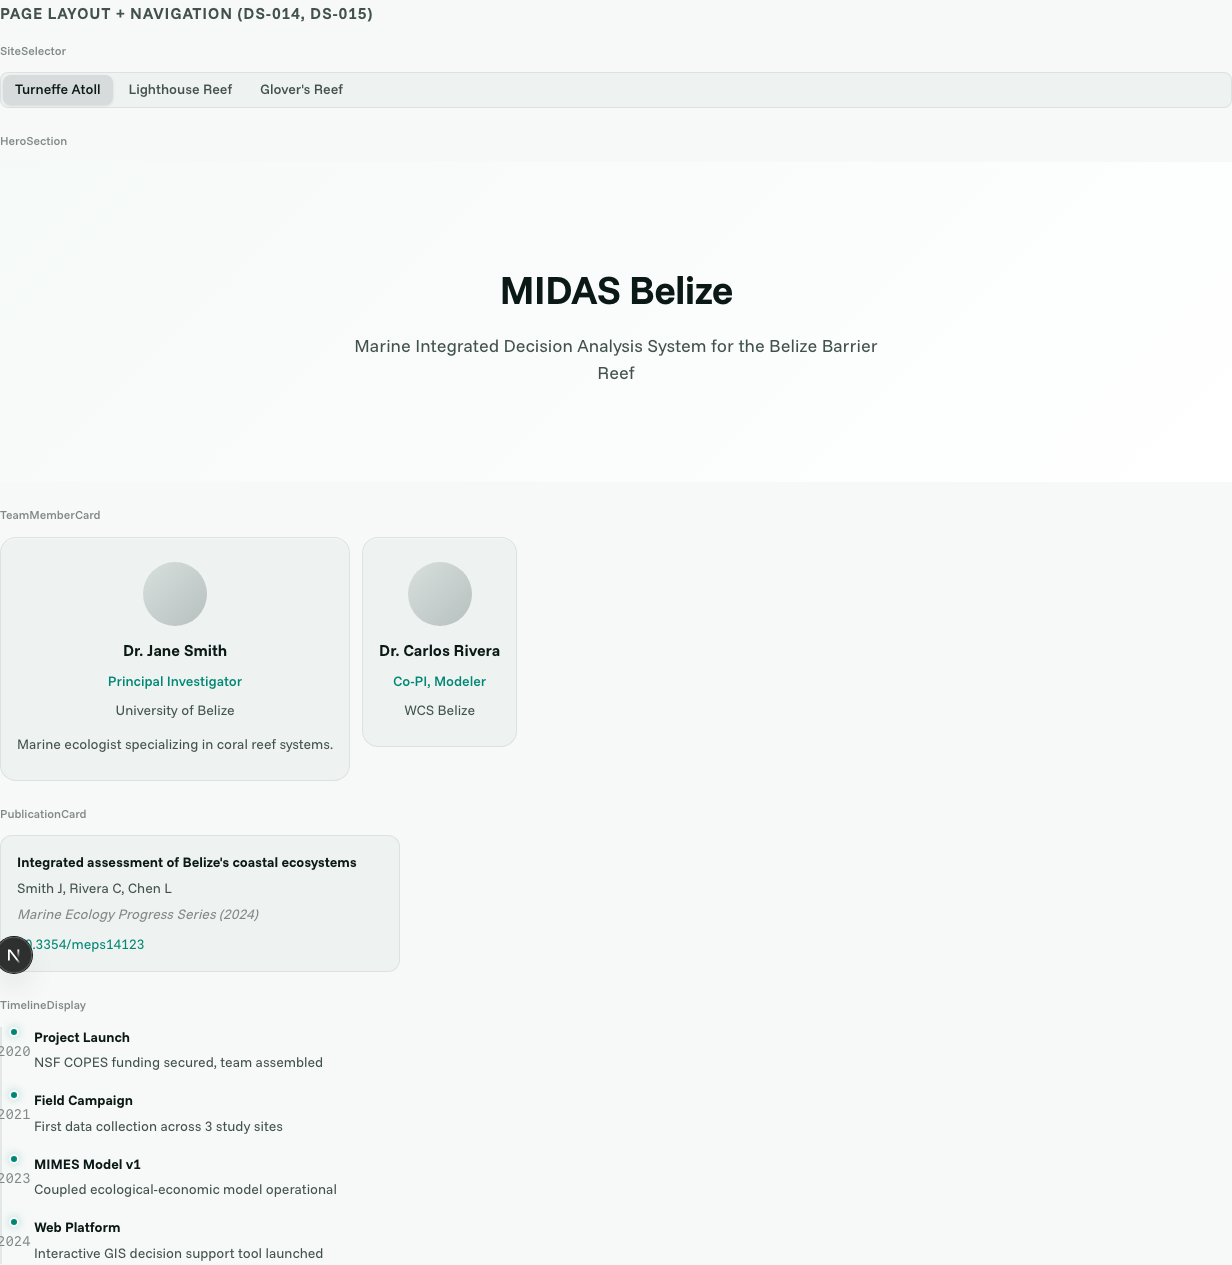 PAGE LAYOUT + NAVIGATION (DS-014, DS-015)
SiteSelector
Turneffe Atoll Lighthouse Reef Glover's Reef
HeroSection
MIDAS Belize
Marine Integrated Decision Analysis System for the Belize Barrier
Reef
TeamMemberCard
Dr. Jane Smith
Principal Investigator
University of Belize
Marine ecologist specializing in coral reef systems.
Dr. Carlos Rivera
Co-PI, Modeler
WCS Belize
PublicationCard
Integrated assessment of Belize's coastal ecosystems
Smith J, Rivera C, Chen L
Marine Ecology Progress Series (2024)
N
.3354/meps14123
TimelineDisplay
Project Launch
2020
NSF COPES funding secured, team assembled
Field Campaign
2021
First data collection across 3 study sites
MIMES Model v1
2023
Coupled ecological-economic model operational
Web Platform
2024
Interactive GIS decision support tool launched